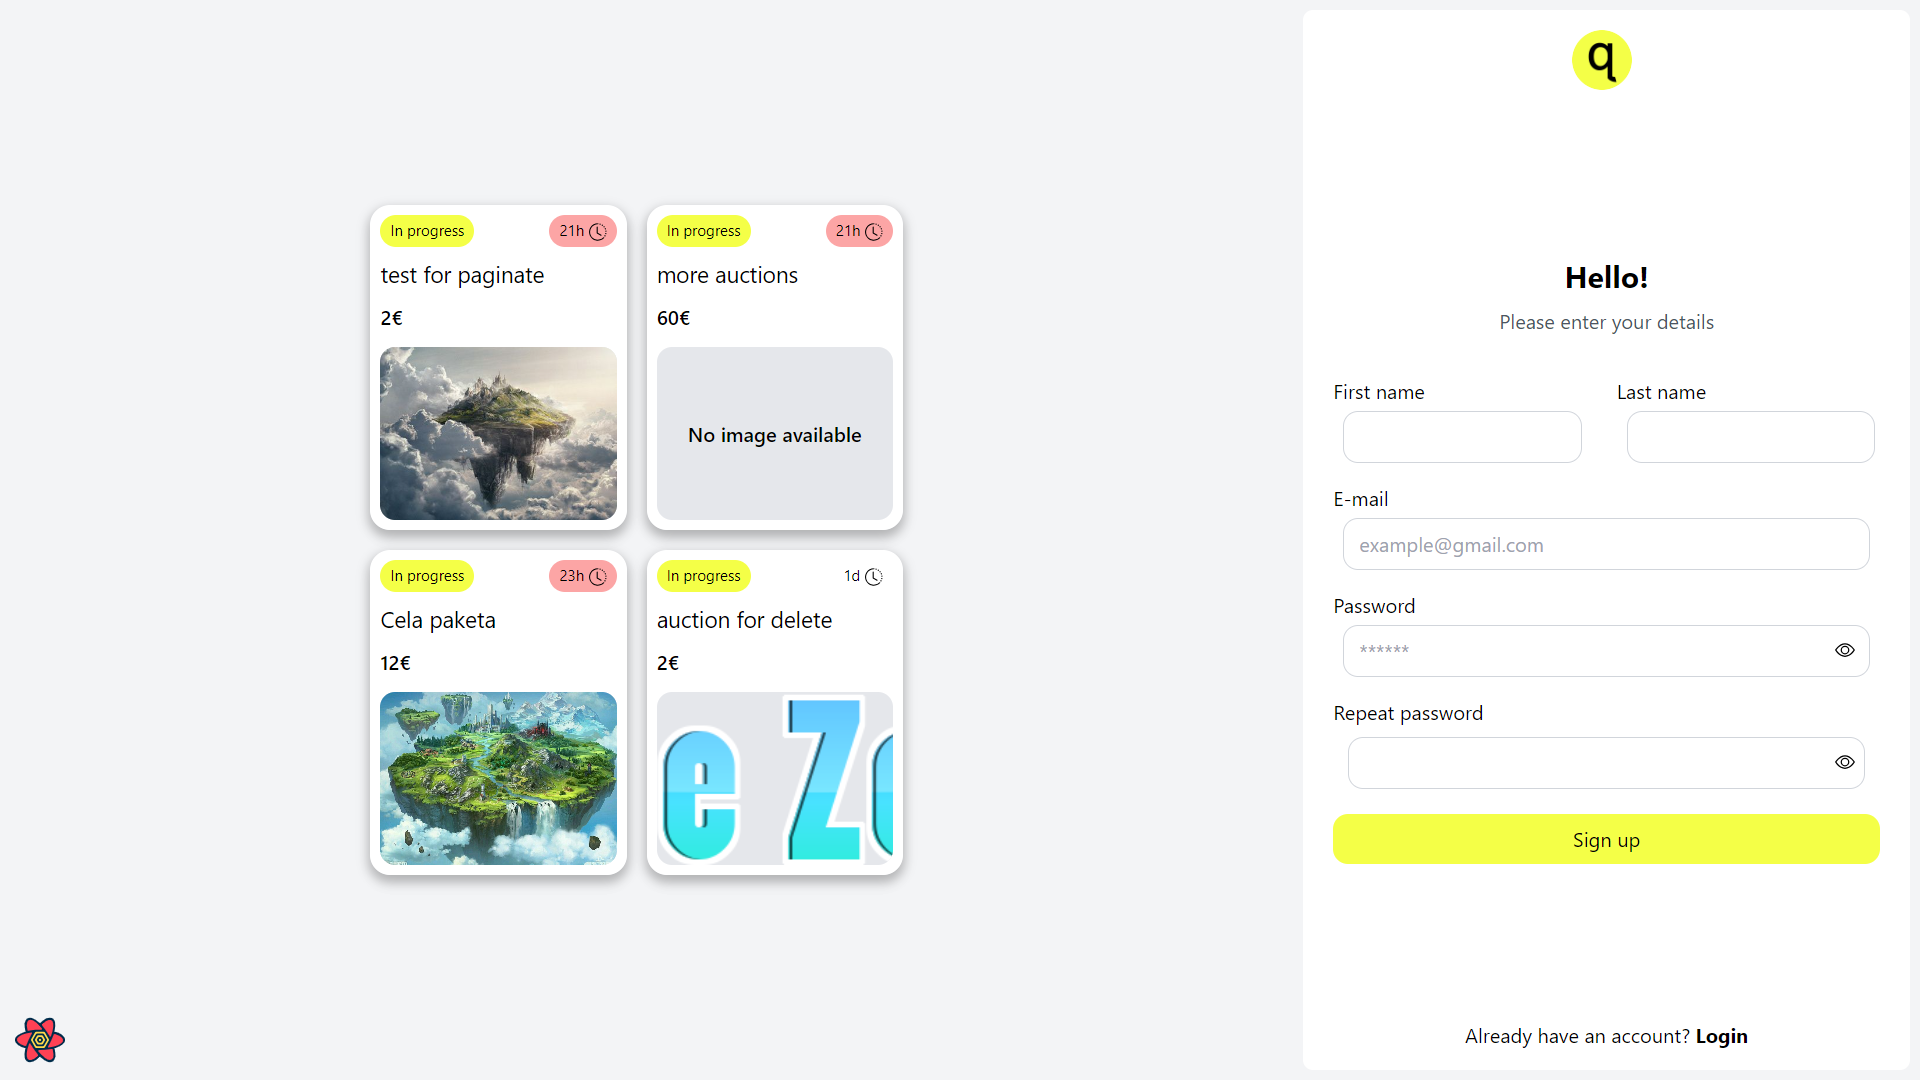 In progress
21h
test for paginate
2€
In progress
21h
more auctions
60€
No image available
In progress
23h
Cela paketa
12€
In progress
1d
auction for delete
2€
e Z
q
Hello!
Please enter your details
First name
Last name
E-mail
example@gmail.com
Password
******
Repeat password
Sign up
Already have an account? Login